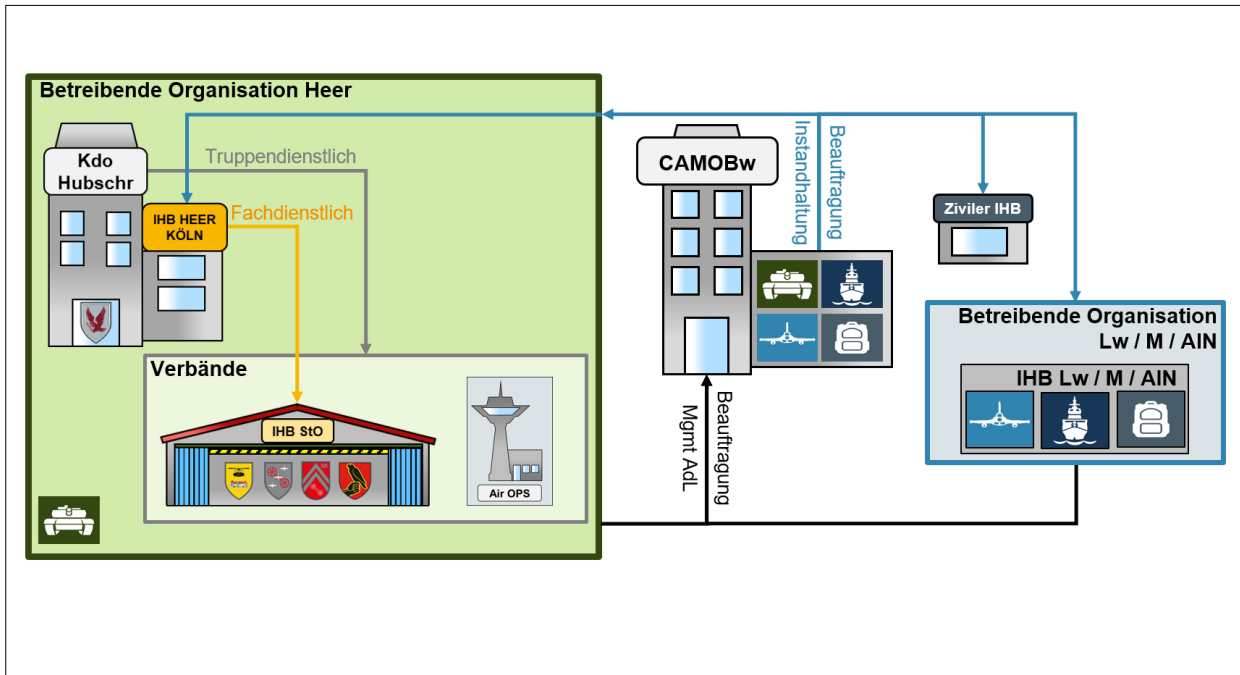 Betreibende Organisation Heer
Kdo
Hubschr
Truppendienstlich
IHB HEER
KÖLN
Fachdienstlich
Verbände
IHB StO
Air OPS
CAMOBw
Beauftragung
Instandhaltung
Beauftragung
Mgmt AdL
Ziviler IHB
Betreibende Organisation
Lw / M / AIN
IHB Lw / M / AIN